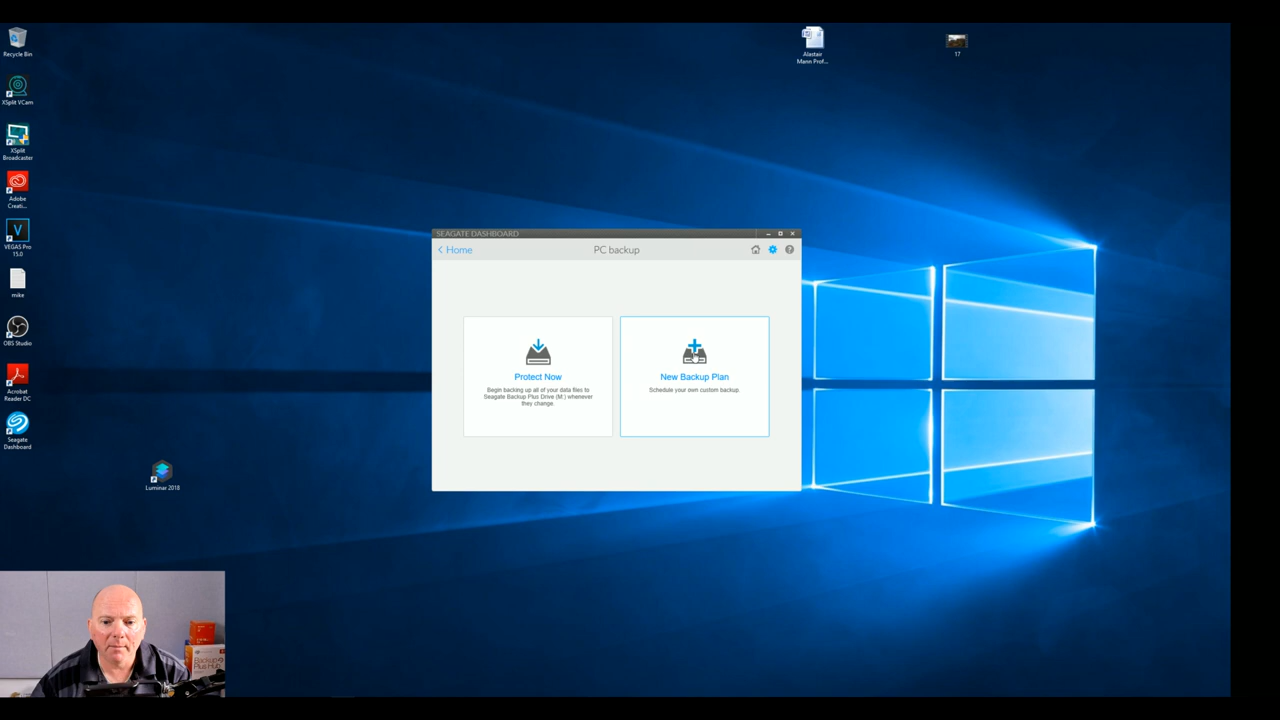 Recycle Bin
XSplit VCam
XSplit
Broadcaster
Adobe
Creati...
VEGAS Pro
15.0
mike
OBS Studio
Acrobat
Reader DC
Seagate
Dashboard
Luminar 2018
Alastair
Mann Prof...
17
SEAGATE DASHBOARD
Home
PC backup
Protect Now
Begin backing up all of your data files to
Seagate Backup Plus Drive (M:) whenever
they change.
New Backup Plan
Schedule your own custom backup.
Backup
Plus Hub